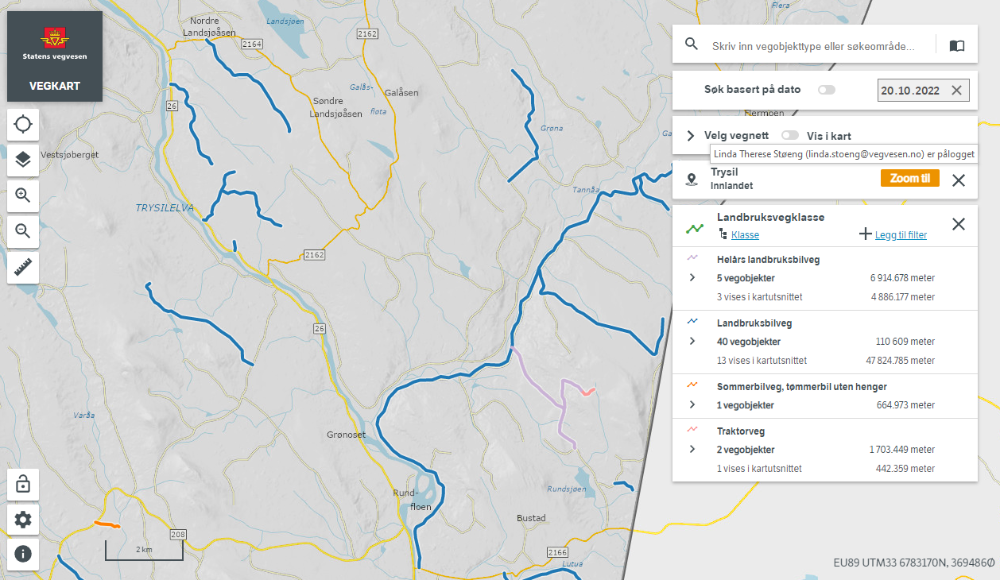 Statens vegvesen
VEGKART
Nordre
Landsjøåsen
Landsjøen
2164
2162
Flera
Galås-
fløta
Galåsen
Søndre
Landsjøåsen
26
Vestsjøberget
Grøna
Flermoen
Tannåa
TRYSILELVA
2162
26
Varåa
Grønoset
Rund-
floen
Rundsjøen
Bustad
208
2166
Lutua
2 km
Skriv inn vegobjekttype eller søkeområde...
Søk basert på dato
20.10.2022
Velg vegnett
Vis i kart
Linda Therese Støeng (linda.stoeng@vegvesen.no) er pålogget
Trysil
Innlandet
Zoom til
Landbruksvegklasse
Klasse
Legg til filter
Helårs landbruksbilveg
5 vegobjekter 6 914.678 meter
3 vises i kartutsnittet 4 886.177 meter
Landbruksbilveg
40 vegobjekter 110 609 meter
13 vises i kartutsnittet 47 824.785 meter
Sommerbilveg, tømmerbil uten henger
1 vegobjekter 664.973 meter
Traktorveg
2 vegobjekter 1 703.449 meter
1 vises i kartutsnittet 442.359 meter
EU89 UTM33 6783170N, 369486Ø